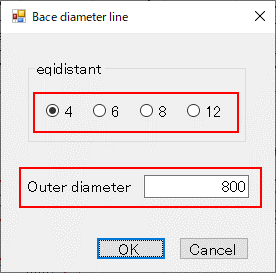 Bace diameter line
eqidistant
4 6 8 12
Outer diameter 800
OK Cancel